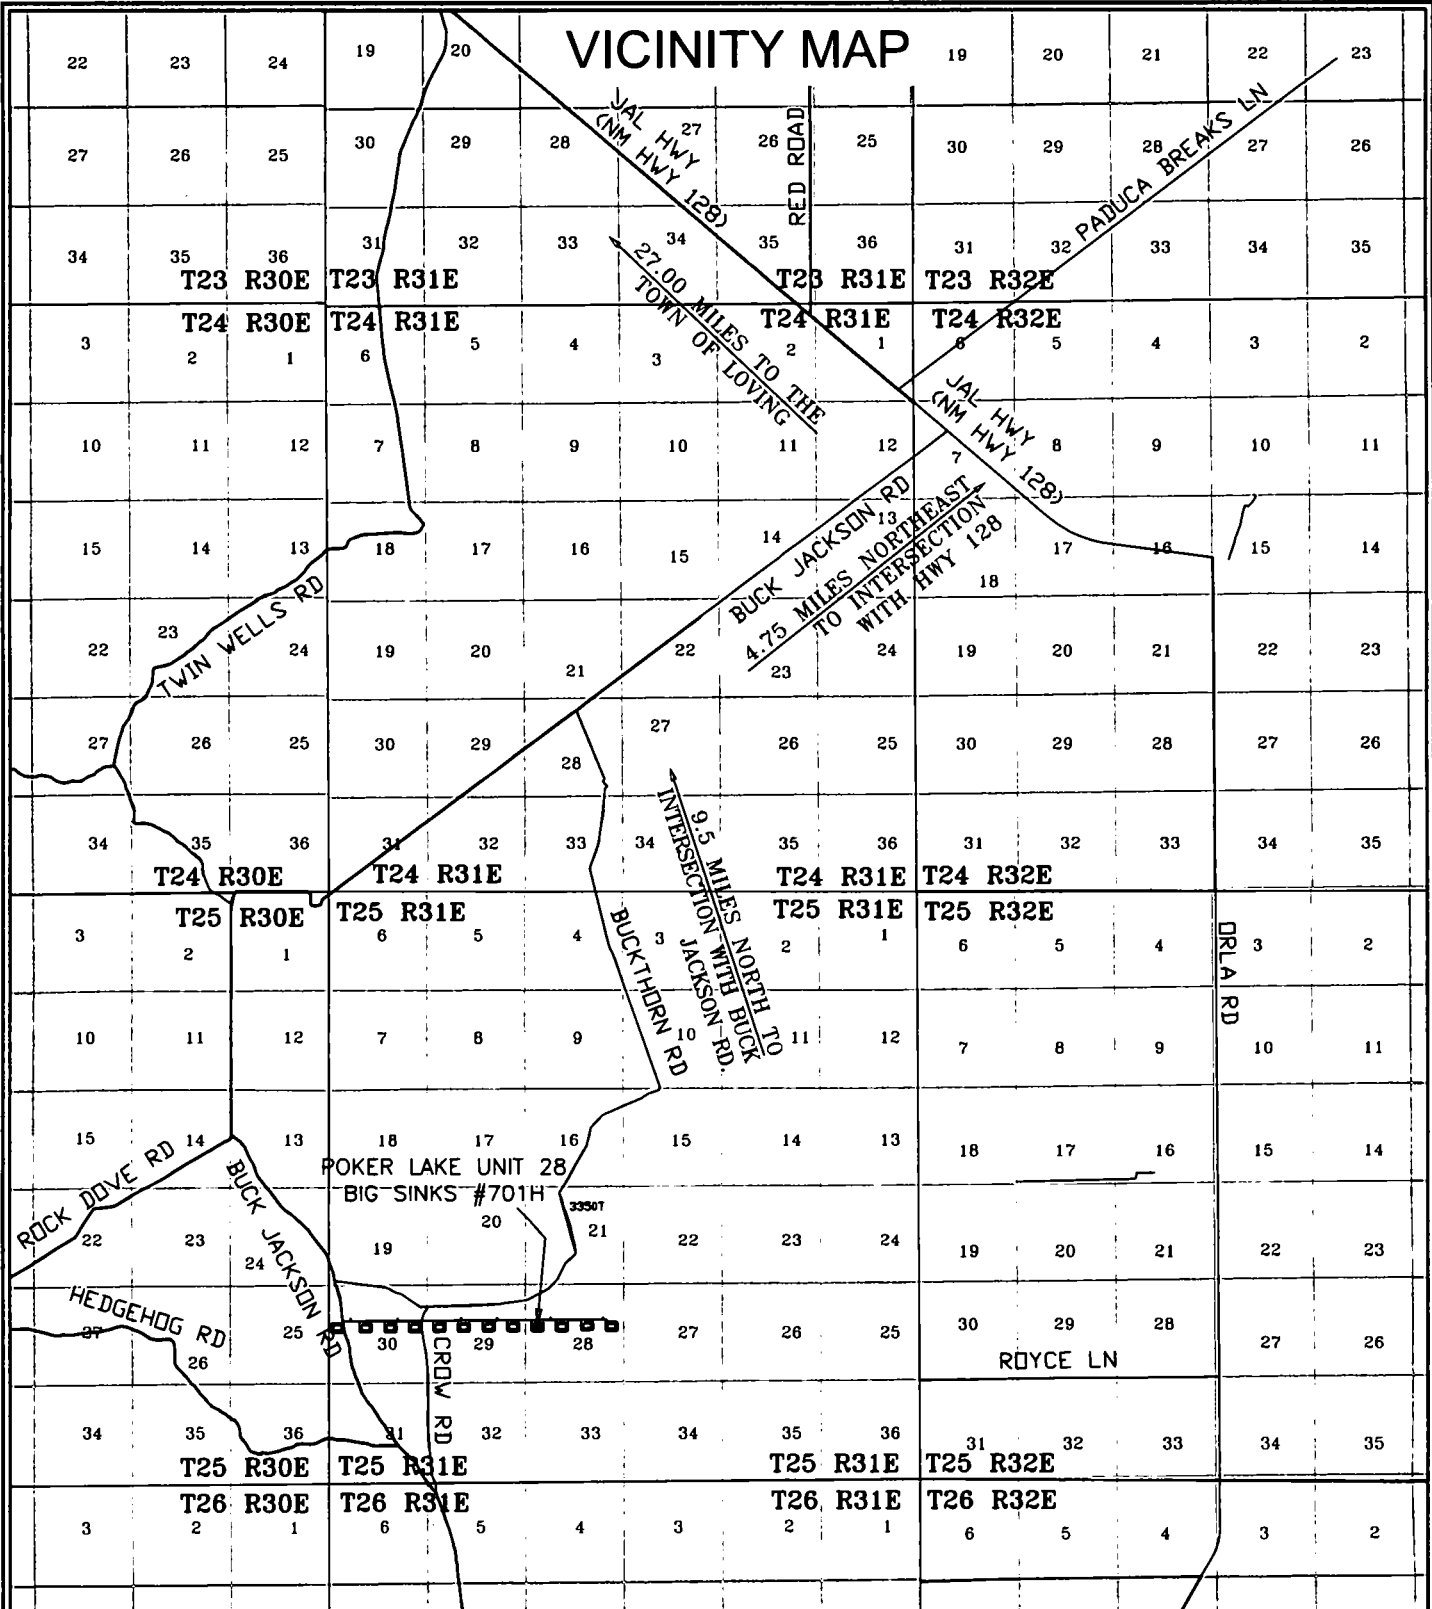 VICINITY MAP
22 23 24 19 20 19 20 21 22 23
JAL HWY
(NM HWY 128)
RED ROAD
PADUCA BREAKS LN
27 26 25 30 29 28 27 26 25 30 29 28 27 26
34 35 36 31 32 33 34 35 36 31 32 33 34 35
T23 R30E T23 R31E T23 R31E T23 R32E
27.00 MILES TO THE
TOWN OF LOVING
T24 R30E T24 R31E T24 R31E T24 R32E
3 2 1 6 5 4 3 2 1 6 5 4 3 2
JAL HWY
(NM HWY 128)
10 11 12 7 8 9 10 11 12 7 8 9 10 11
BUCK JACKSON RD
4.75 MILES NORTHEAST
TO INTERSECTION
WITH HWY 128
15 14 13 18 17 16 15 14 13 18 17 16 15 14
TWIN WELLS RD
22 23 24 19 20 21 22 23 24 19 20 21 22 23
27 26 25 30 29 28 27 26 25 30 29 28 27 26
9.5 MILES NORTH TO
INTERSECTION WITH BUCK
JACKSON RD.
34 35 36 31 32 33 34 35 36 31 32 33 34 35
T24 R30E T24 R31E T24 R31E T24 R32E
T25 R30E T25 R31E T25 R31E T25 R32E
3 2 1 6 5 4 3 2 1 6 5 4 3 2
BUCKTHORN RD
ORLA RD
10 11 12 7 8 9 10 11 12 7 8 9 10 11
15 14 13 18 17 16 15 14 13 18 17 16 15 14
ROCK DOVE RD
BUCK JACKSON RD
POKER LAKE UNIT 28
BIG SINKS #701H
33507
22 23 24 19 20 21 22 23 24 19 20 21 22 23
HEDGEHOG RD
27 26 25 30 29 28 27 26 25 30 29 28 27 26
CROW RD
ROYCE LN
34 35 36 31 32 33 34 35 36 31 32 33 34 35
T25 R30E T25 R31E T25 R31E T25 R32E
T26 R30E T26 R31E T26 R31E T26 R32E
3 2 1 6 5 4 3 2 1 6 5 4 3 2